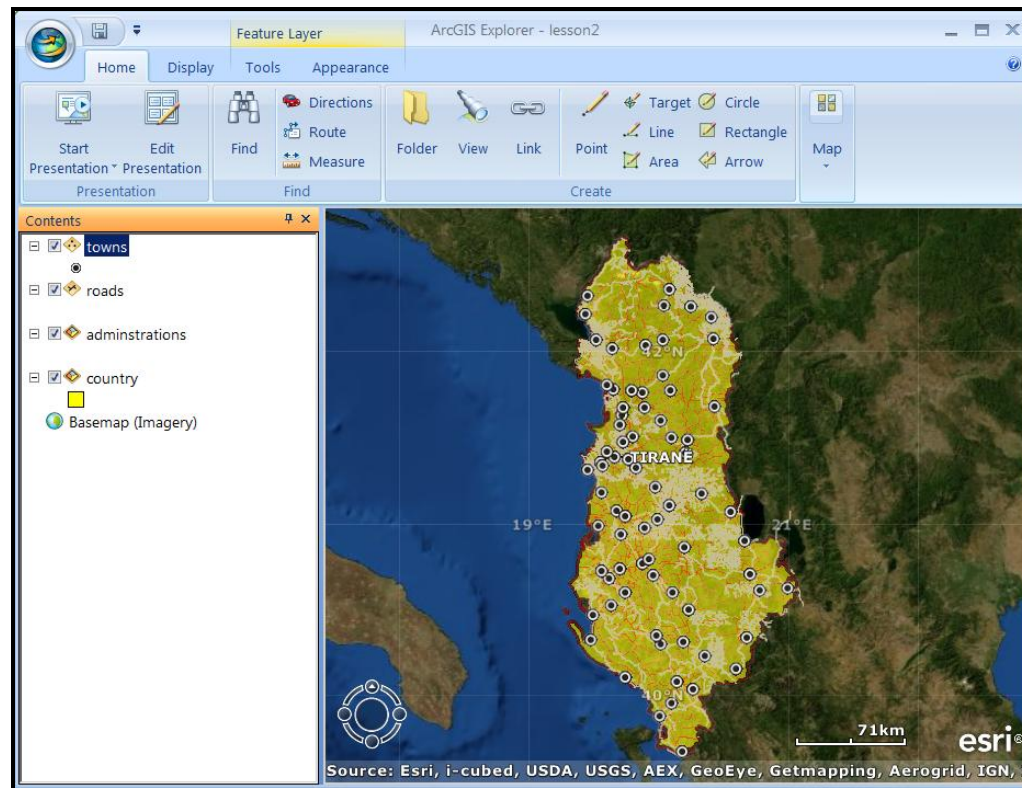 Feature Layer
ArcGIS Explorer - lesson2
Home Display Tools Appearance
Start Presentation
Edit Presentation
Presentation
Find
Directions
Route
Measure
Find
Folder
View
Link
Point
Target
Line
Area
Circle
Rectangle
Arrow
Create
Map
Contents
towns
roads
adminstrations
country
Basemap (Imagery)
42°N
TIRANË
19°E
21°E
40°N
71km
esri
Source: Esri, i-cubed, USDA, USGS, AEX, GeoEye, Getmapping, Aerogrid, IGN,